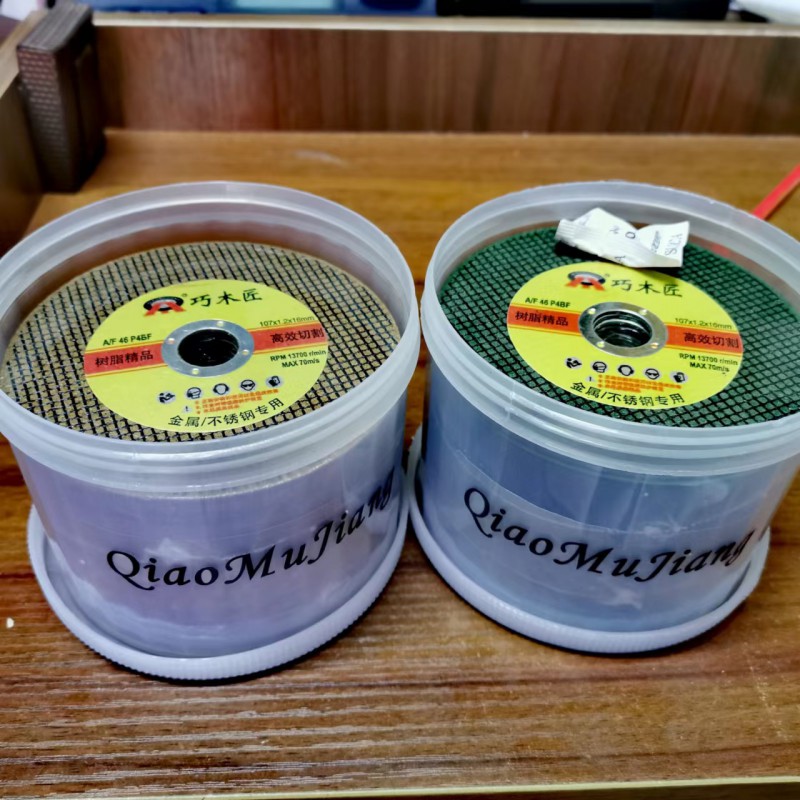 巧木匠
A/F 46 P4BF
107x1.2x16mm
树脂精品
高效切割
RPM 13700 r/min
MAX 70m/s
金属/不锈钢专用
QiaoMuJiang
巧木匠
A/F 46 P4BF
107x1.2x16mm
树脂精品
高效切割
RPM 13700 r/min
MAX 70m/s
金属/不锈钢专用
QiaoMuJiang